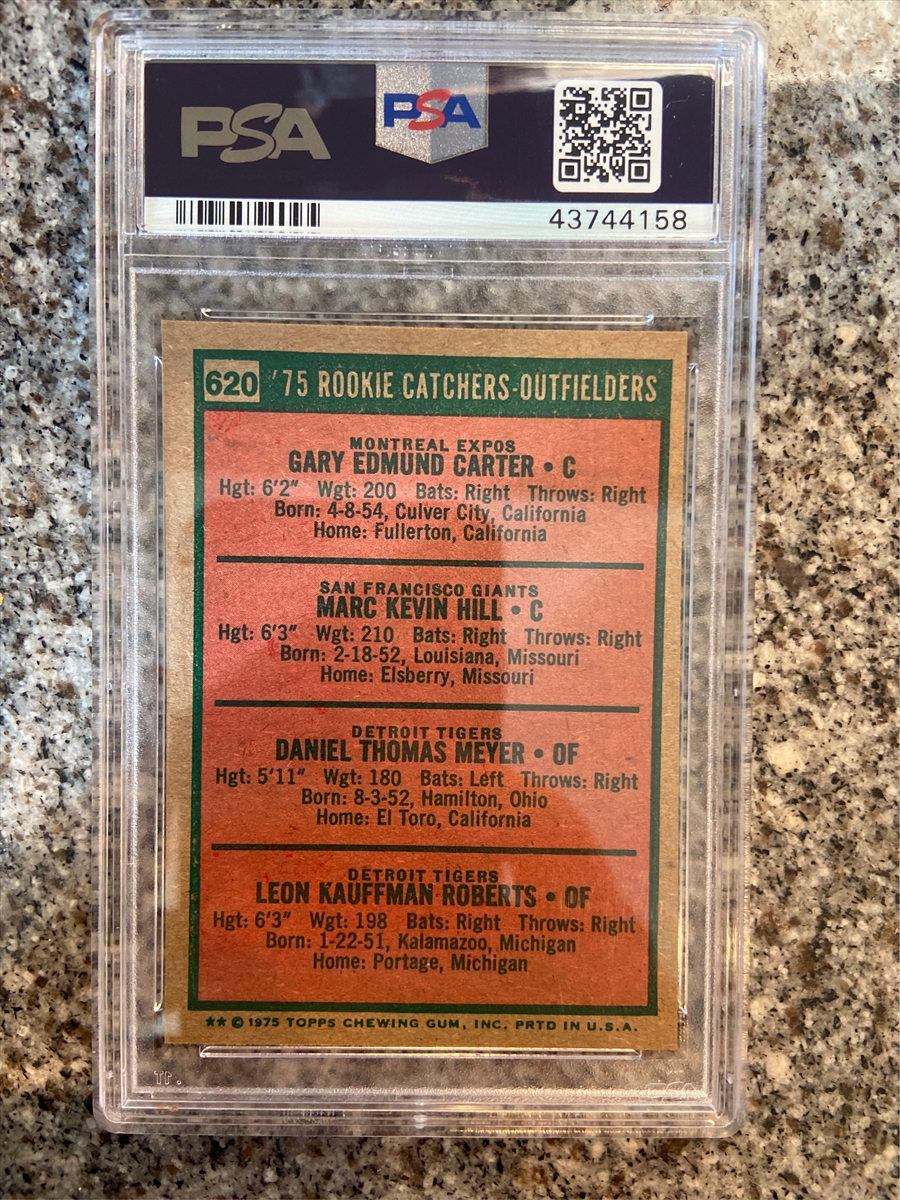 PSA PSA
43744158
620 '75 ROOKIE CATCHERS-OUTFIELDERS
MONTREAL EXPOS
GARY EDMUND CARTER • C
Hgt: 6'2" Wgt: 200 Bats: Right Throws: Right
Born: 4-8-54, Culver City, California
Home: Fullerton, California
SAN FRANCISCO GIANTS
MARC KEVIN HILL • C
Hgt: 6'3" Wgt: 210 Bats: Right Throws: Right
Born: 2-18-52, Louisiana, Missouri
Home: Elsberry, Missouri
DETROIT TIGERS
DANIEL THOMAS MEYER • OF
Hgt: 5'11" Wgt: 180 Bats: Left Throws: Right
Born: 8-3-52, Hamilton, Ohio
Home: El Toro, California
DETROIT TIGERS
LEON KAUFFMAN ROBERTS • OF
Hgt: 6'3" Wgt: 198 Bats: Right Throws: Right
Born: 1-22-51, Kalamazoo, Michigan
Home: Portage, Michigan
** © 1975 TOPPS CHEWING GUM, INC. PRTD IN U.S.A.